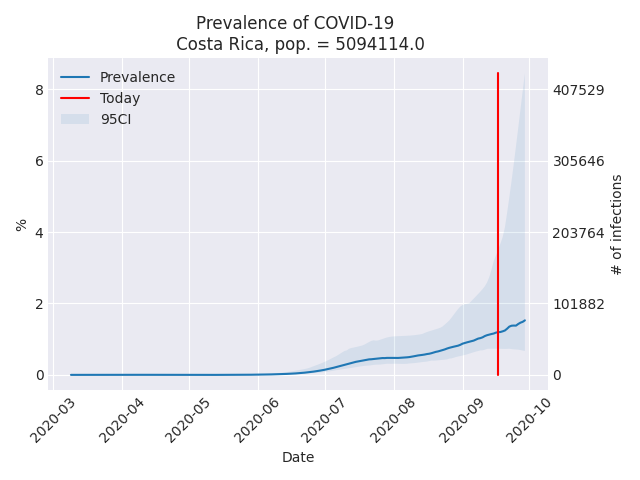 Prevalence of COVID-19
Costa Rica, pop. = 5094114.0
Prevalence
Today
95CI
%
8
6
4
2
0
407529
305646
203764
101882
0
# of infections
2020-03
2020-04
2020-05
2020-06
2020-07
2020-08
2020-09
2020-10
Date